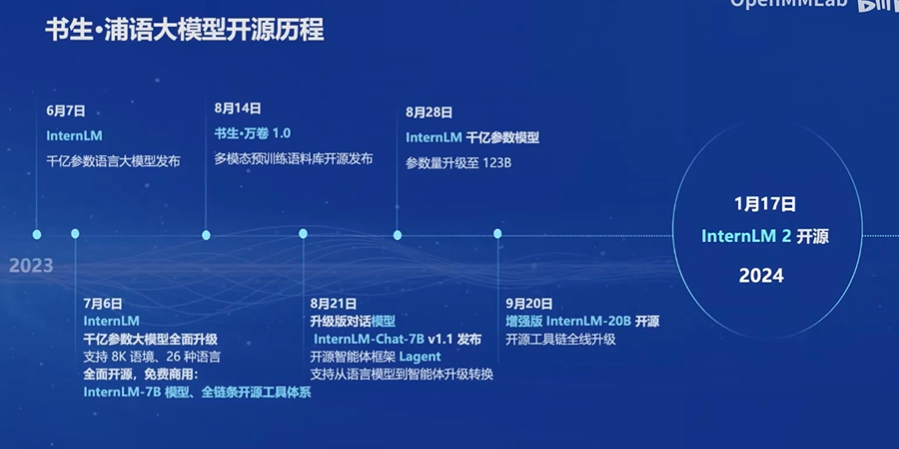 OpenMMLab
书生·浦语大模型开源历程
6月7日
InternLM
千亿参数语言大模型发布
8月14日
书生·万卷 1.0
多模态预训练语料库开源发布
8月28日
InternLM 千亿参数模型
参数量升级至 123B
1月17日
InternLM 2 开源
2024
2023
7月6日
InternLM
千亿参数大模型全面升级
支持 8K 语境、26 种语言
全面开源，免费商用：
InternLM-7B 模型、全链条开源工具体系
8月21日
升级版对话模型
InternLM-Chat-7B v1.1 发布
开源智能体框架 Lagent
支持从语言模型到智能体升级转换
9月20日
增强版 InternLM-20B 开源
开源工具链全线升级